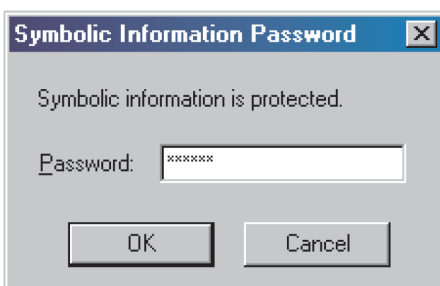 Symbolic Information Password
Symbolic information is protected.
Password: ******
OK Cancel